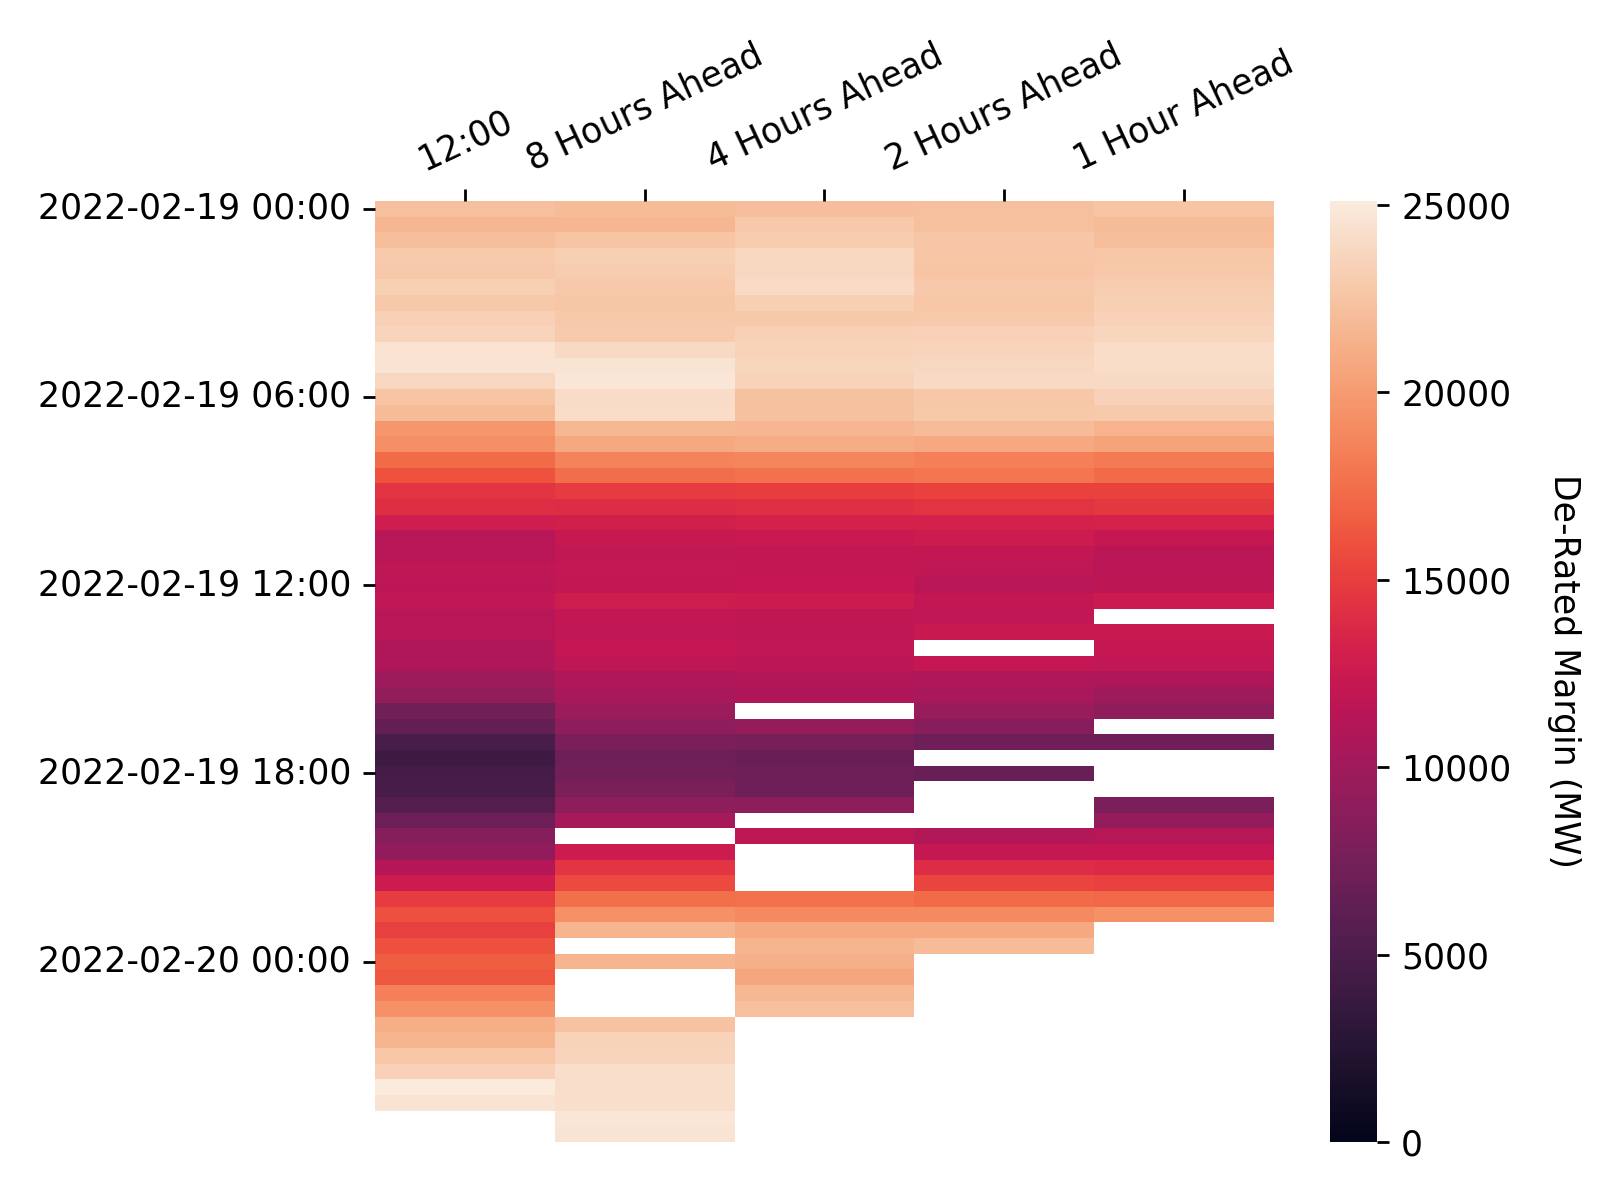 12:00
8 Hours Ahead
4 Hours Ahead
2 Hours Ahead
1 Hour Ahead
2022-02-19 00:00
2022-02-19 06:00
2022-02-19 12:00
2022-02-19 18:00
2022-02-20 00:00
25000
20000
15000
10000
5000
0
De-Rated Margin (MW)